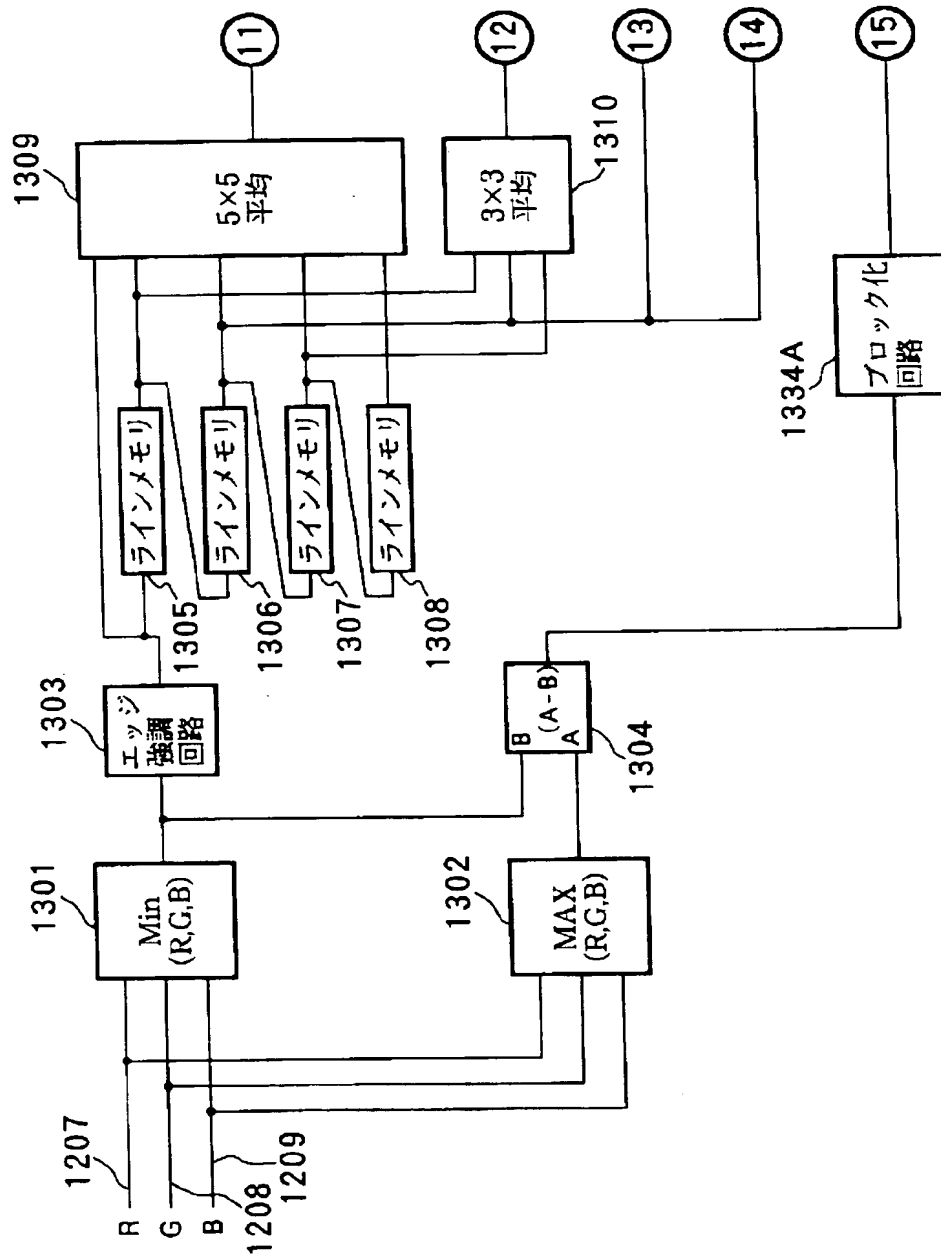 R
G
B
1207
1208
1209
1301
Min
(R,G,B)
1302
MAX
(R,G,B)
1303
エッジ
強調
回路
B
(A-B)
A
1304
ラインメモリ
1305
ラインメモリ
1306
ラインメモリ
1307
ラインメモリ
1308
1309
5×5
平均
3×3
平均
1310
1334A
ブロック化
回路
11
12
13
14
15